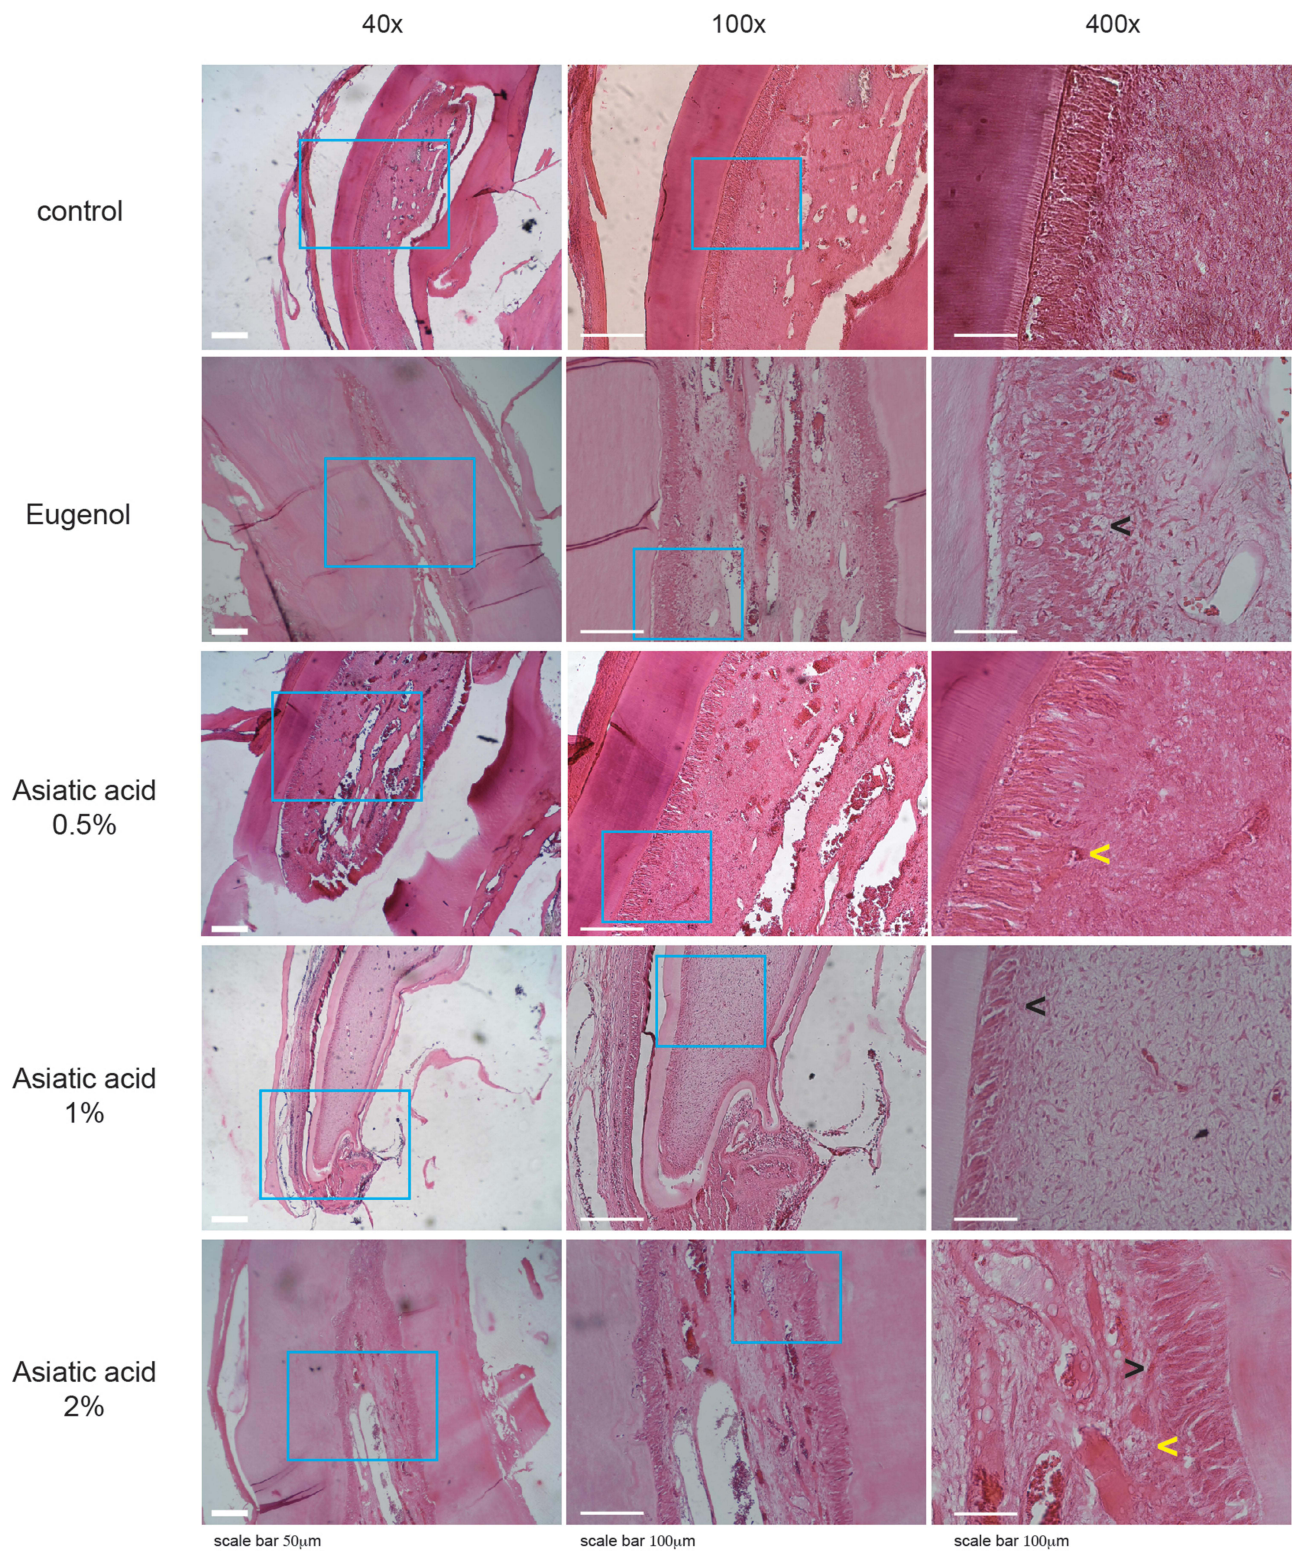 40x 100x 400x
control
Eugenol
Asiatic acid
0.5%
Asiatic acid
1%
Asiatic acid
2%
scale bar 50μm scale bar 100μm scale bar 100μm